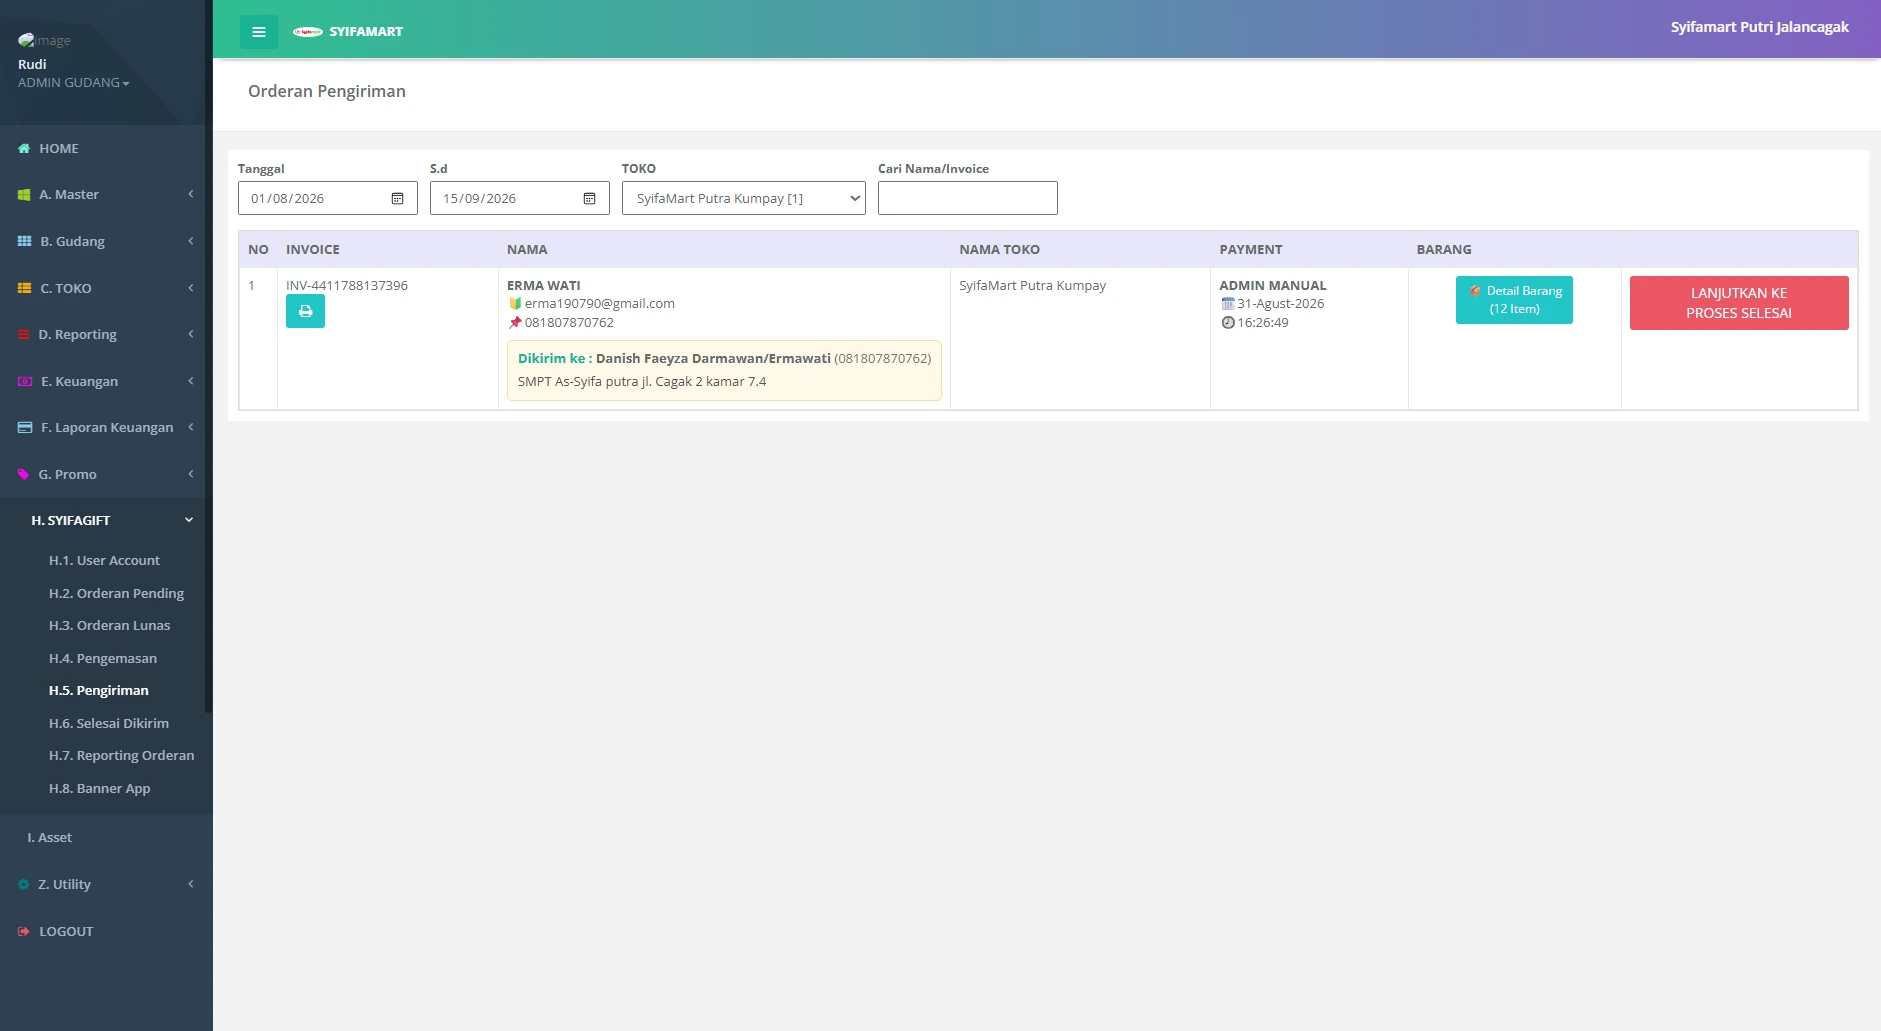 image
Rudi
ADMIN GUDANG
HOME
A. Master
B. Gudang
C. TOKO
D. Reporting
E. Keuangan
F. Laporan Keuangan
G. Promo
H. SYIFAGIFT
H.1. User Account
H.2. Orderan Pending
H.3. Orderan Lunas
H.4. Pengemasan
H.5. Pengiriman
H.6. Selesai Dikirim
H.7. Reporting Orderan
H.8. Banner App
I. Asset
Z. Utility
LOGOUT
SYIFAMART
Syifamart Putri Jalancagak
Orderan Pengiriman
Tanggal S.d TOKO Cari Nama/Invoice
01/08/2026 15/09/2026 SyifaMart Putra Kumpay [1]
NO INVOICE NAMA NAMA TOKO PAYMENT BARANG
1 INV-4411788137396 ERMA WATI SyifaMart Putra Kumpay ADMIN MANUAL Detail Barang LANJUTKAN KE
erma190790@gmail.com 31-Agust-2026 (12 Item) PROSES SELESAI
081807870762 16:26:49
Dikirim ke : Danish Faeyza Darmawan/Ermawati (081807870762)
SMPT As-Syifa putra jl. Cagak 2 kamar 7.4